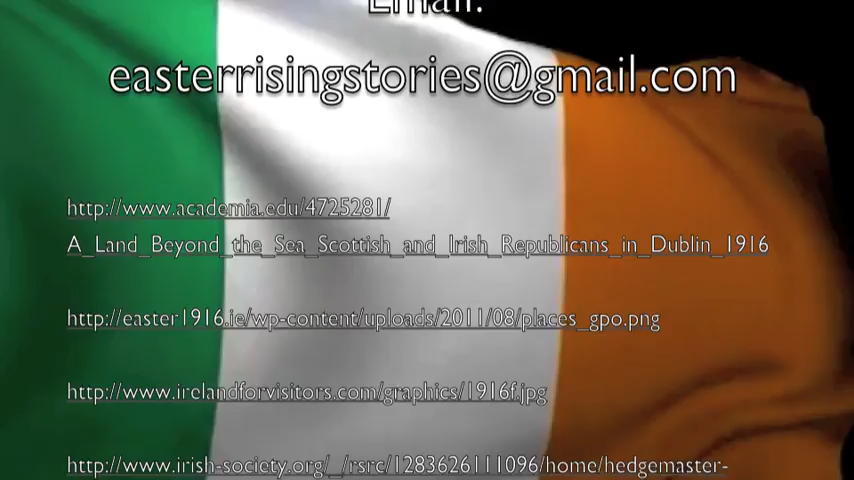 Email:
easterrisingstories@gmail.com
http://www.academia.edu/4725281/
A_Land_Beyond_the_Sea_Scottish_and_Irish_Republicans_in_Dublin_1916
http://easter1916.ie/wp-content/uploads/2011/08/places_gpo.png
http://www.irelandforvisitors.com/graphics/1916f.jpg
http://www.irish-society.org/_/rsrc/1283626111096/home/hedgemaster-